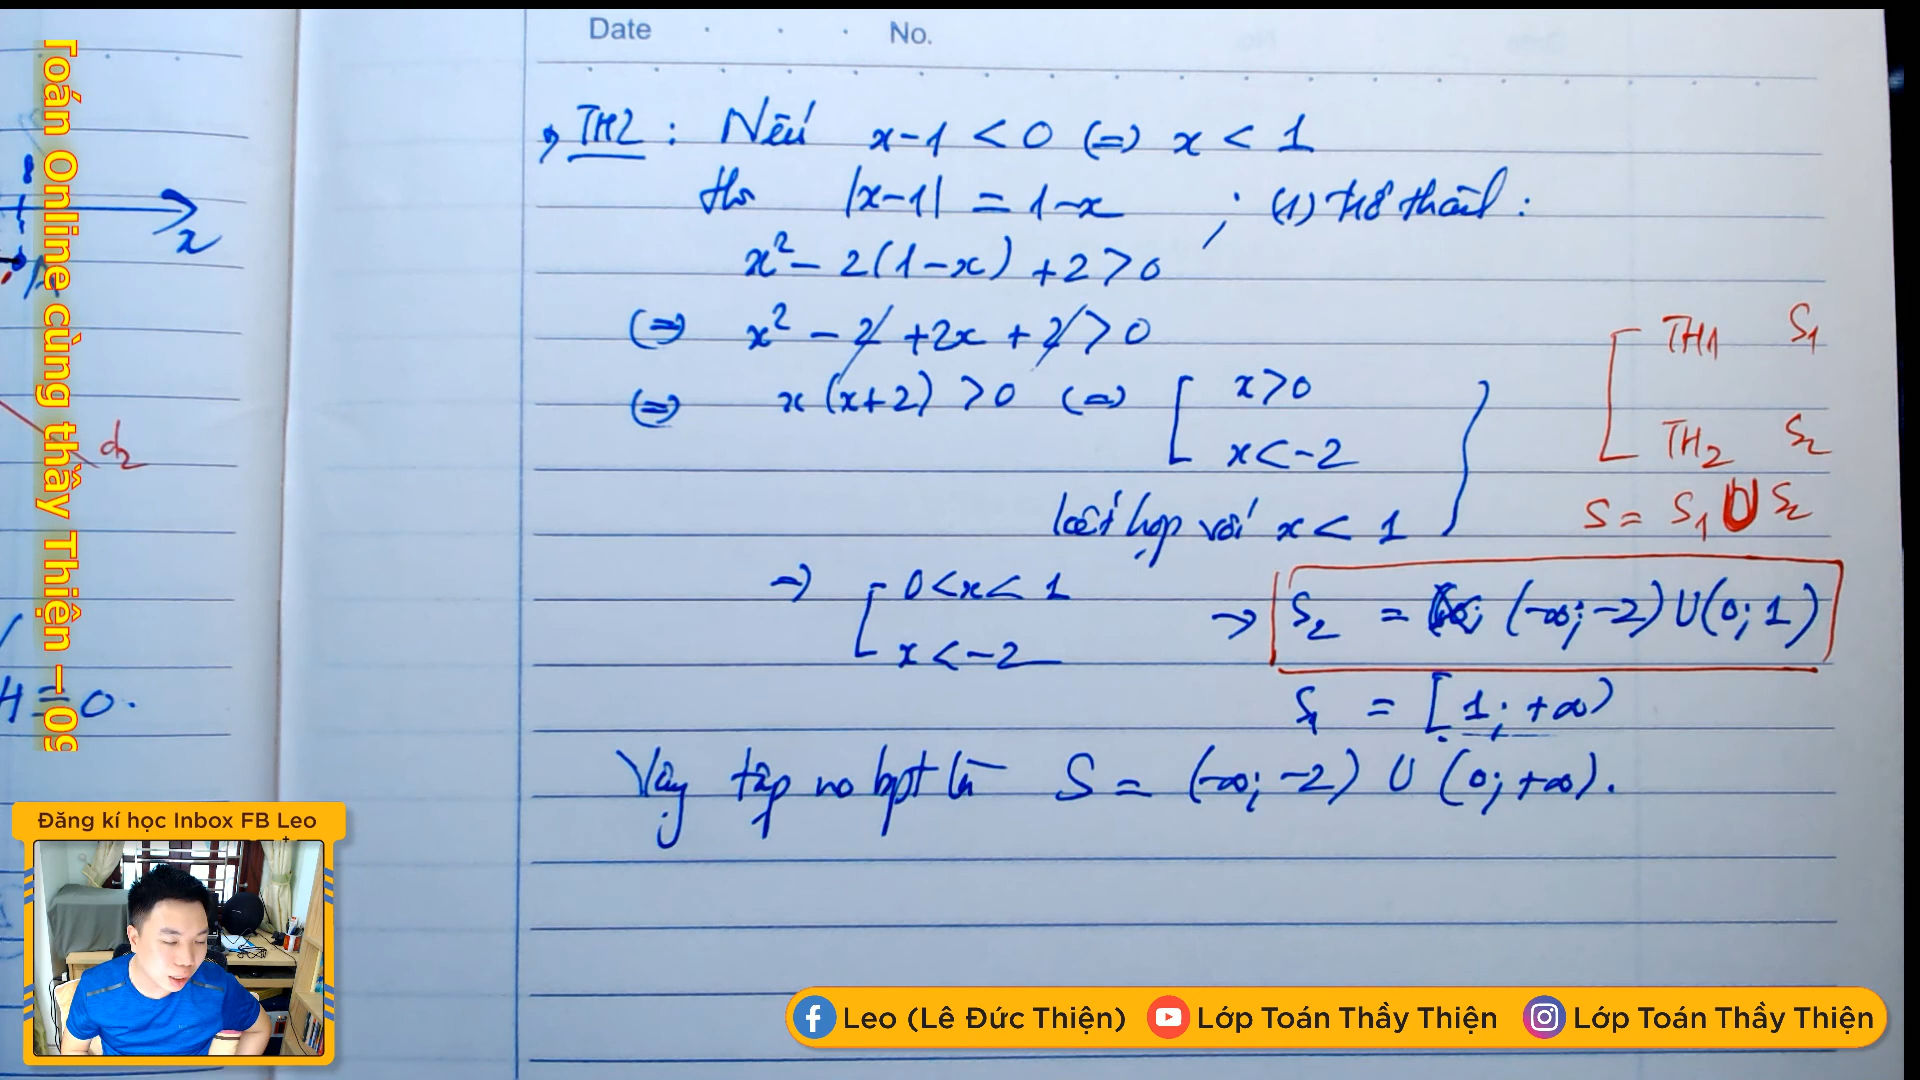 Date No.
TH2 : Nếu x-1 < 0 (=) x < 1
thì |x-1| = 1-x ; (1) trở thành :
x² - 2(1-x) + 2 > 0
(=) x² - 2 + 2x + 2 > 0
(=) x (x+2) > 0 (=) [ x > 0
x < -2
kết hợp với x < 1
=) [ 0 < x < 1
x < -2
→ S₂ = (-∞; -2) U (0; 1)
S₁ = [1; +∞)
Vậy tập no bpt là S = (-∞; -2) U (0; +∞).
TH1 S₁
TH2 S₂
S = S₁ U S₂
x
A
d₂
H = 0.
Toán Online cùng thầy Thiện – 09
Đăng kí học Inbox FB Leo
Leo (Lê Đức Thiện) Lớp Toán Thầy Thiện Lớp Toán Thầy Thiện